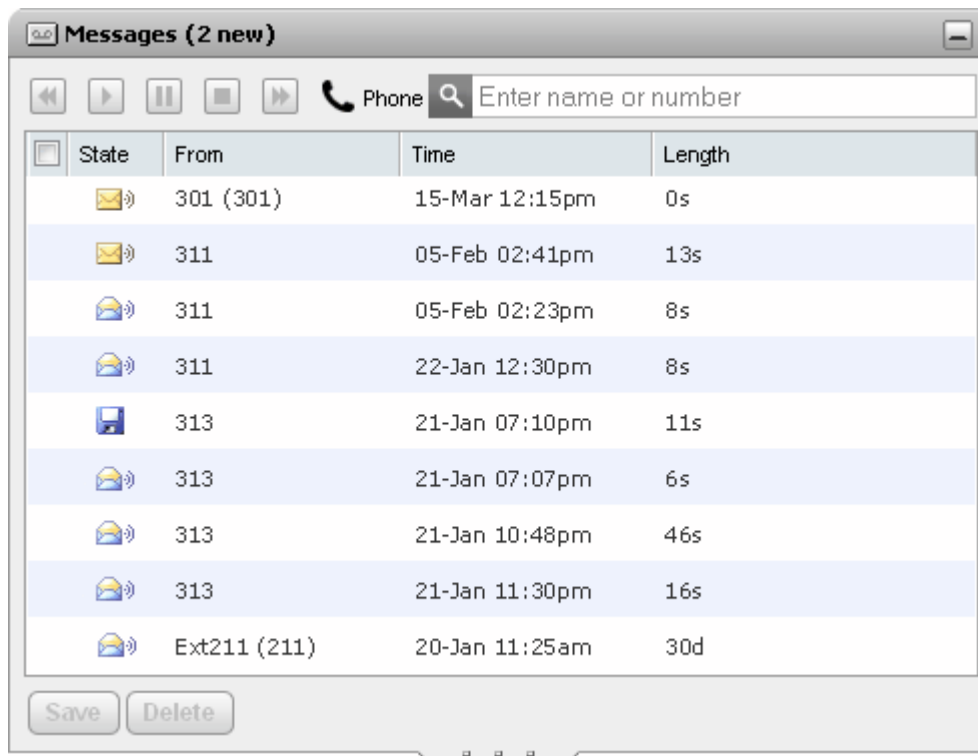 Messages (2 new)
Phone Enter name or number
State From Time Length
301 (301) 15-Mar 12:15pm 0s
311 05-Feb 02:41pm 13s
311 05-Feb 02:23pm 8s
311 22-Jan 12:30pm 8s
313 21-Jan 07:10pm 11s
313 21-Jan 07:07pm 6s
313 21-Jan 10:48pm 46s
313 21-Jan 11:30pm 16s
Ext211 (211) 20-Jan 11:25am 30d
Save Delete